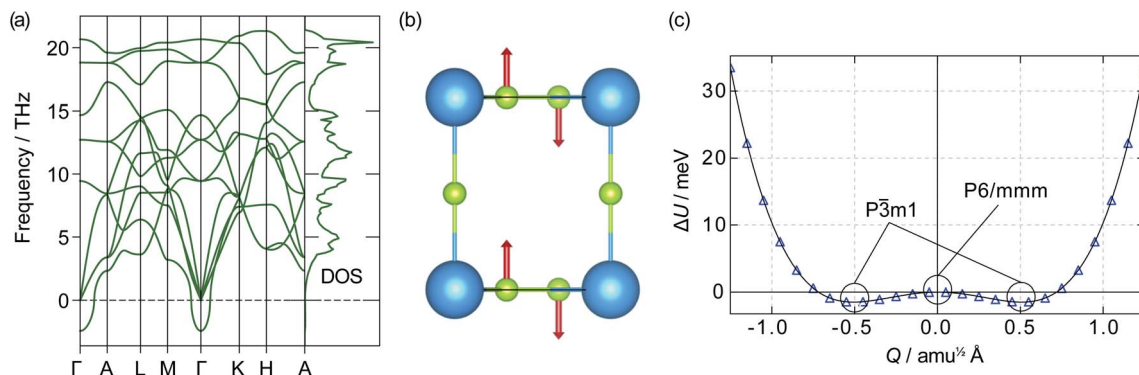 (a)
20
15
10
5
0
Frequency / THz
DOS
Γ A L M Γ K H A
(b)
(c)
30
20
10
0
ΔU / meV
P3̅m1
P6/mmm
-1.0 -0.5 0.0 0.5 1.0
Q / amu½ Å